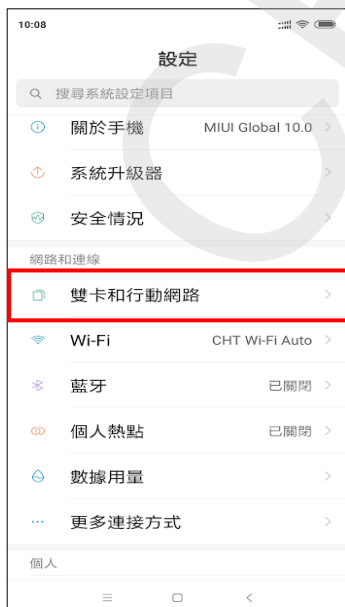 10:08
設定
搜尋系統設定項目
關於手機 MIUI Global 10.0
系統升級器
安全情況
網路和連線
雙卡和行動網路
Wi-Fi CHT Wi-Fi Auto
藍牙 已關閉
個人熱點 已關閉
數據用量
更多連接方式
個人